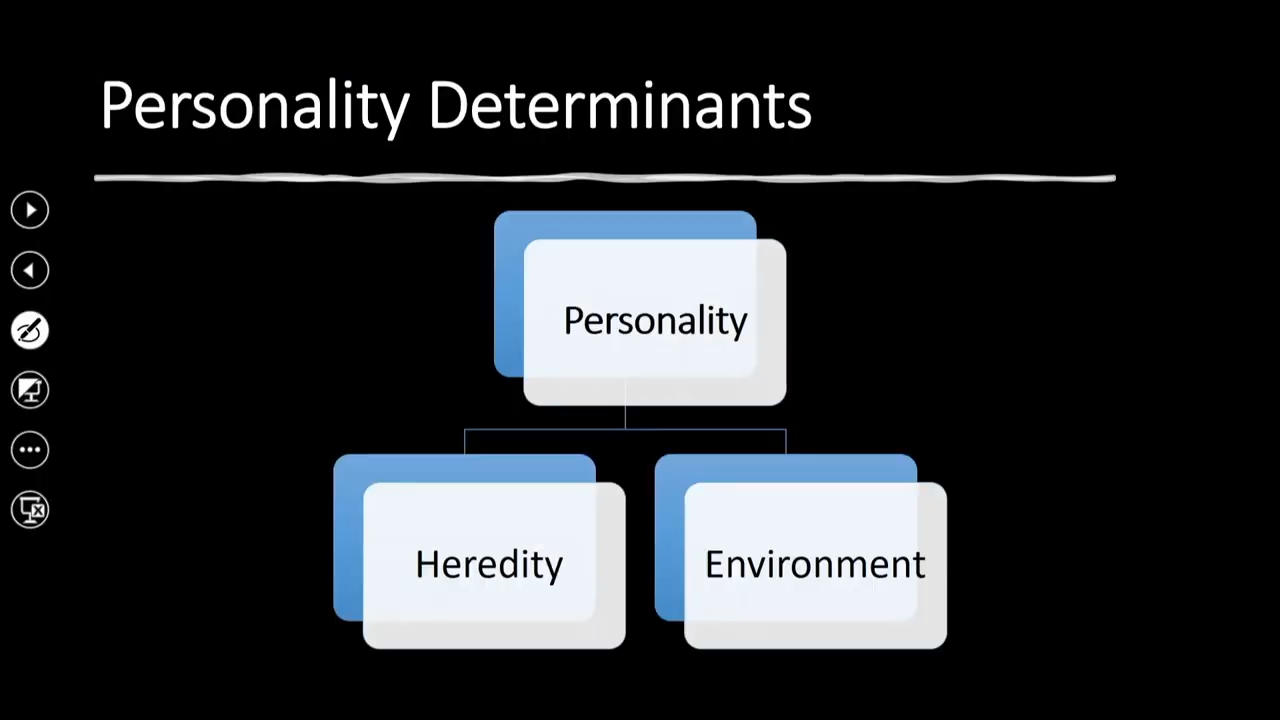 Personality Determinants
Personality
Heredity
Environment